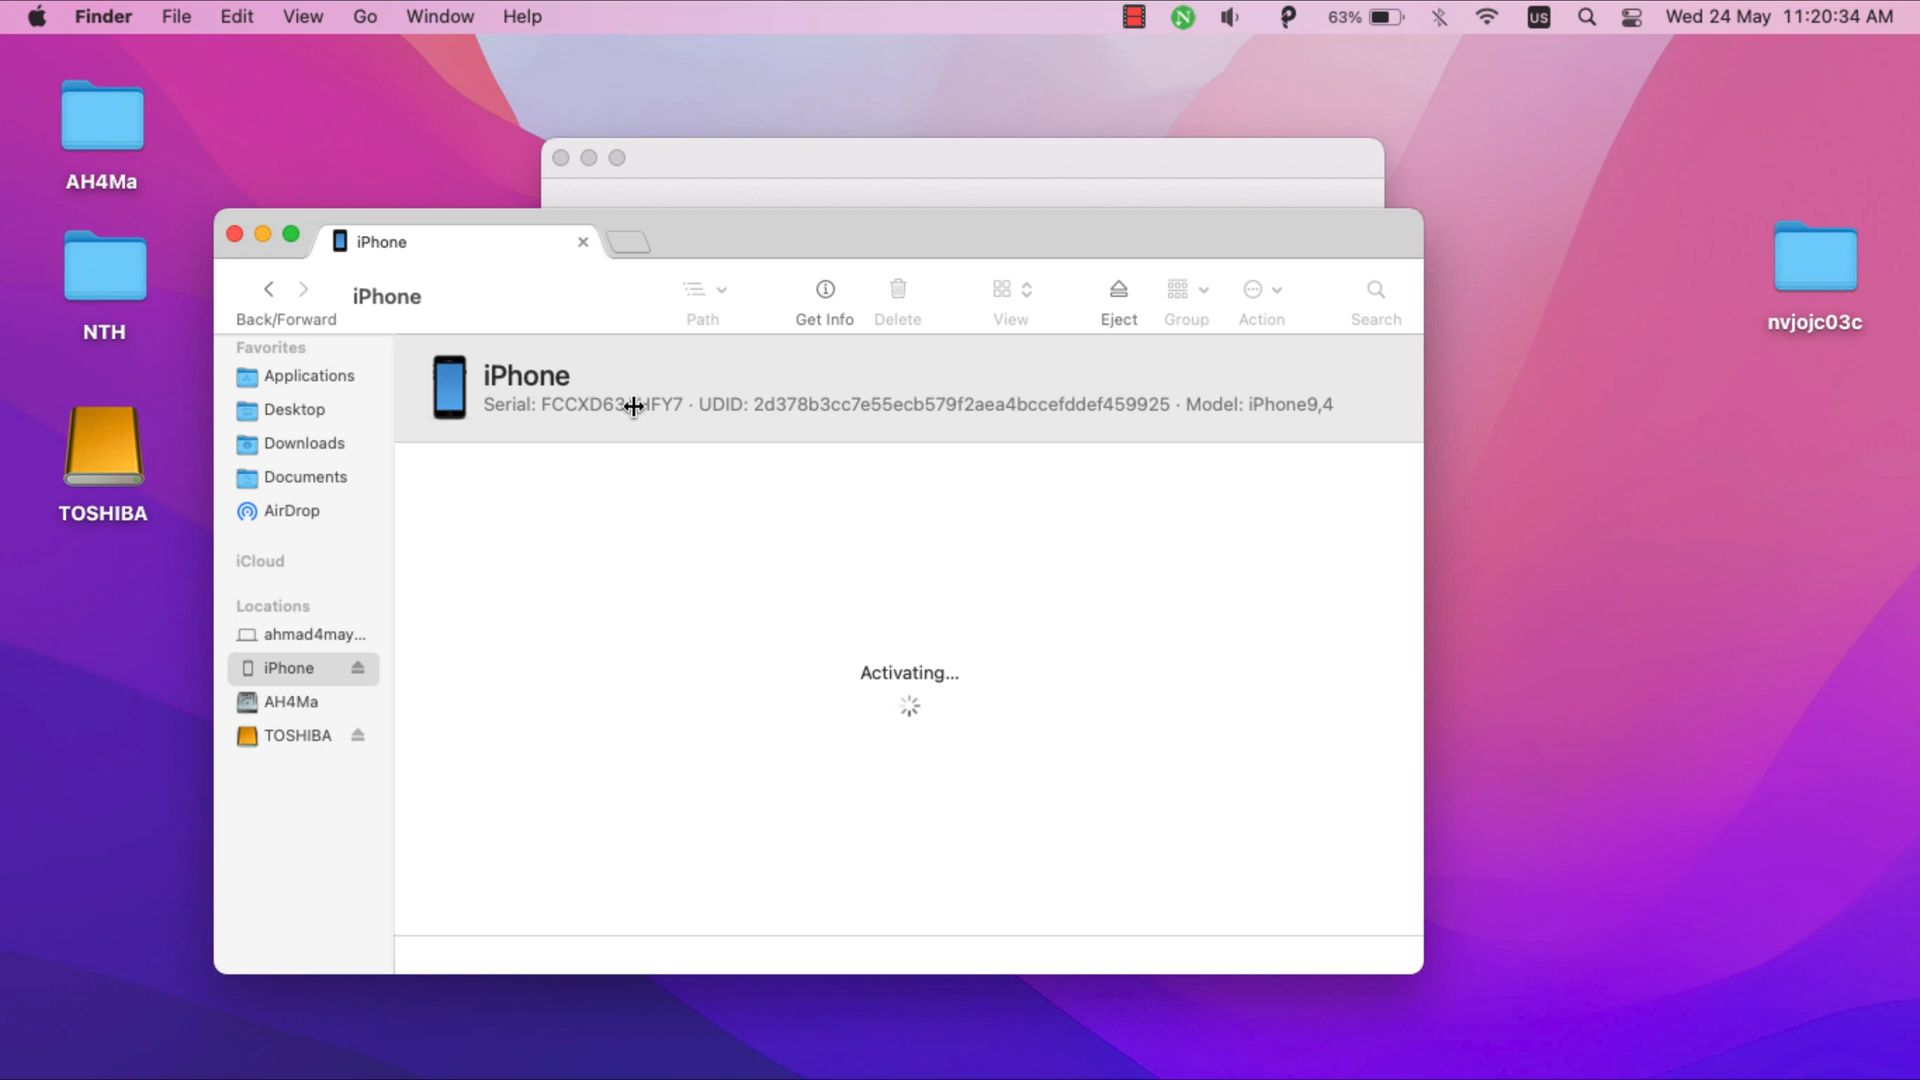 Finder File Edit View Go Window Help 63% US Wed 24 May 11:20:34 AM
AH4Ma
NTH
TOSHIBA
nvjojc03c
iPhone
Back/Forward
iPhone
Path
Get Info
Delete
View
Eject
Group
Action
Search
Favorites
Applications
Desktop
Downloads
Documents
AirDrop
iCloud
Locations
ahmad4may...
iPhone
AH4Ma
TOSHIBA
iPhone
Serial: · UDID: 2d378b3cc7e55ecb579f2aea4bccefddef459925 · Model: iPhone9,4
Activating...